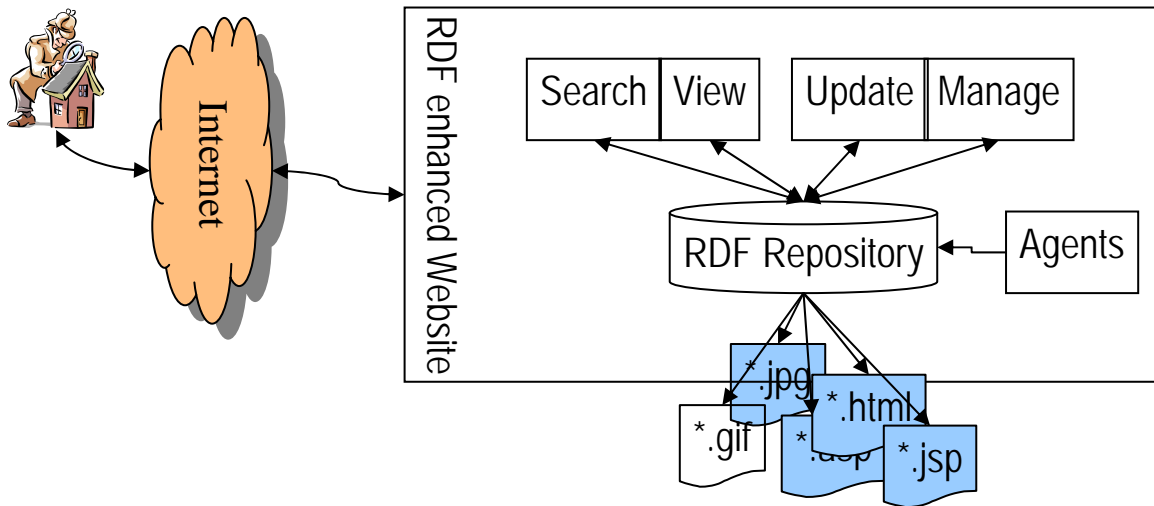 Internet
RDF enhanced Website
Search
View
Update
Manage
RDF Repository
Agents
*.jpg
*.html
*.gif
*.jsp